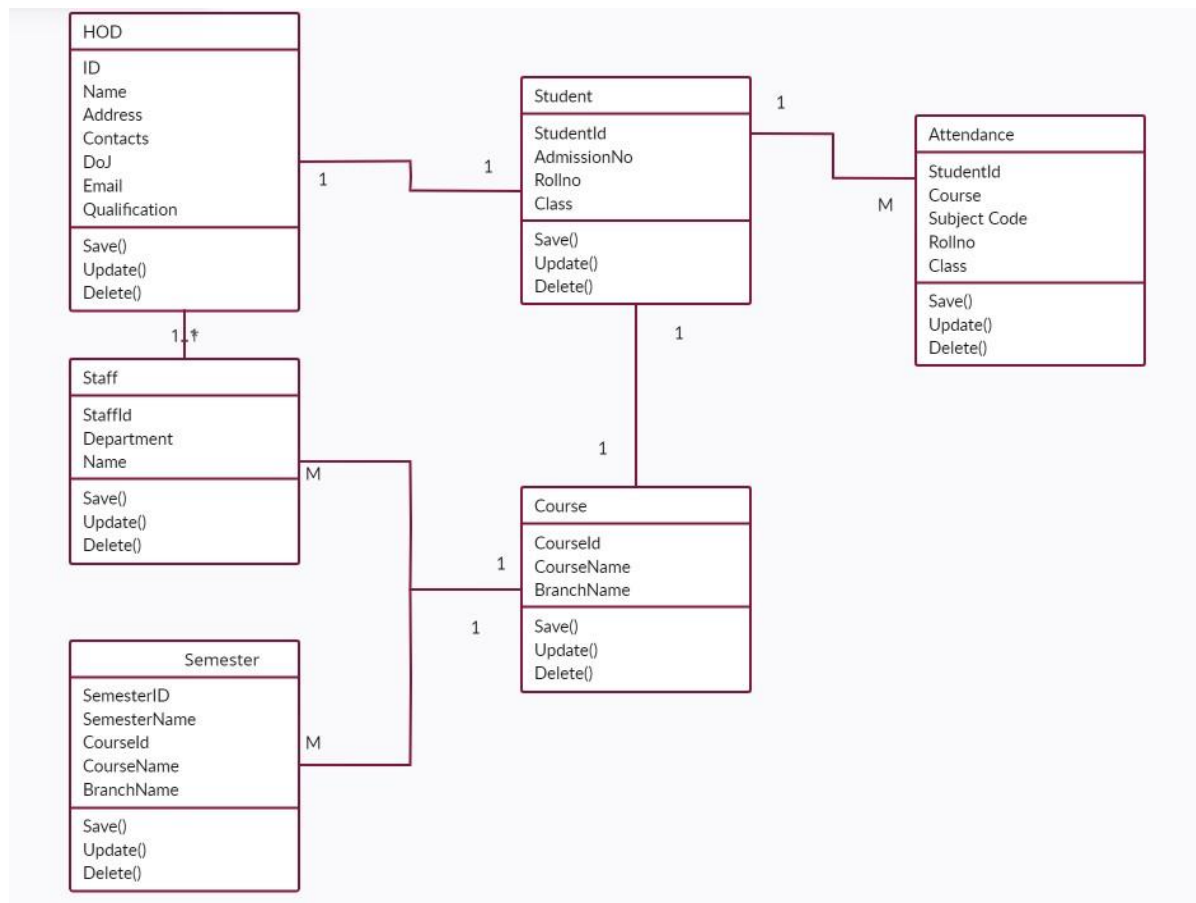 HOD
ID
Name
Address
Contacts
DoJ
Email
Qualification
Save()
Update()
Delete()
1
1
Student
StudentId
AdmissionNo
Rollno
Class
Save()
Update()
Delete()
1
M
Attendance
StudentId
Course
Subject Code
Rollno
Class
Save()
Update()
Delete()
1..*
Staff
StaffId
Department
Name
Save()
Update()
Delete()
M
1
1
1
1
Course
CourseId
CourseName
BranchName
Save()
Update()
Delete()
Semester
SemesterID
SemesterName
CourseId
CourseName
BranchName
Save()
Update()
Delete()
M